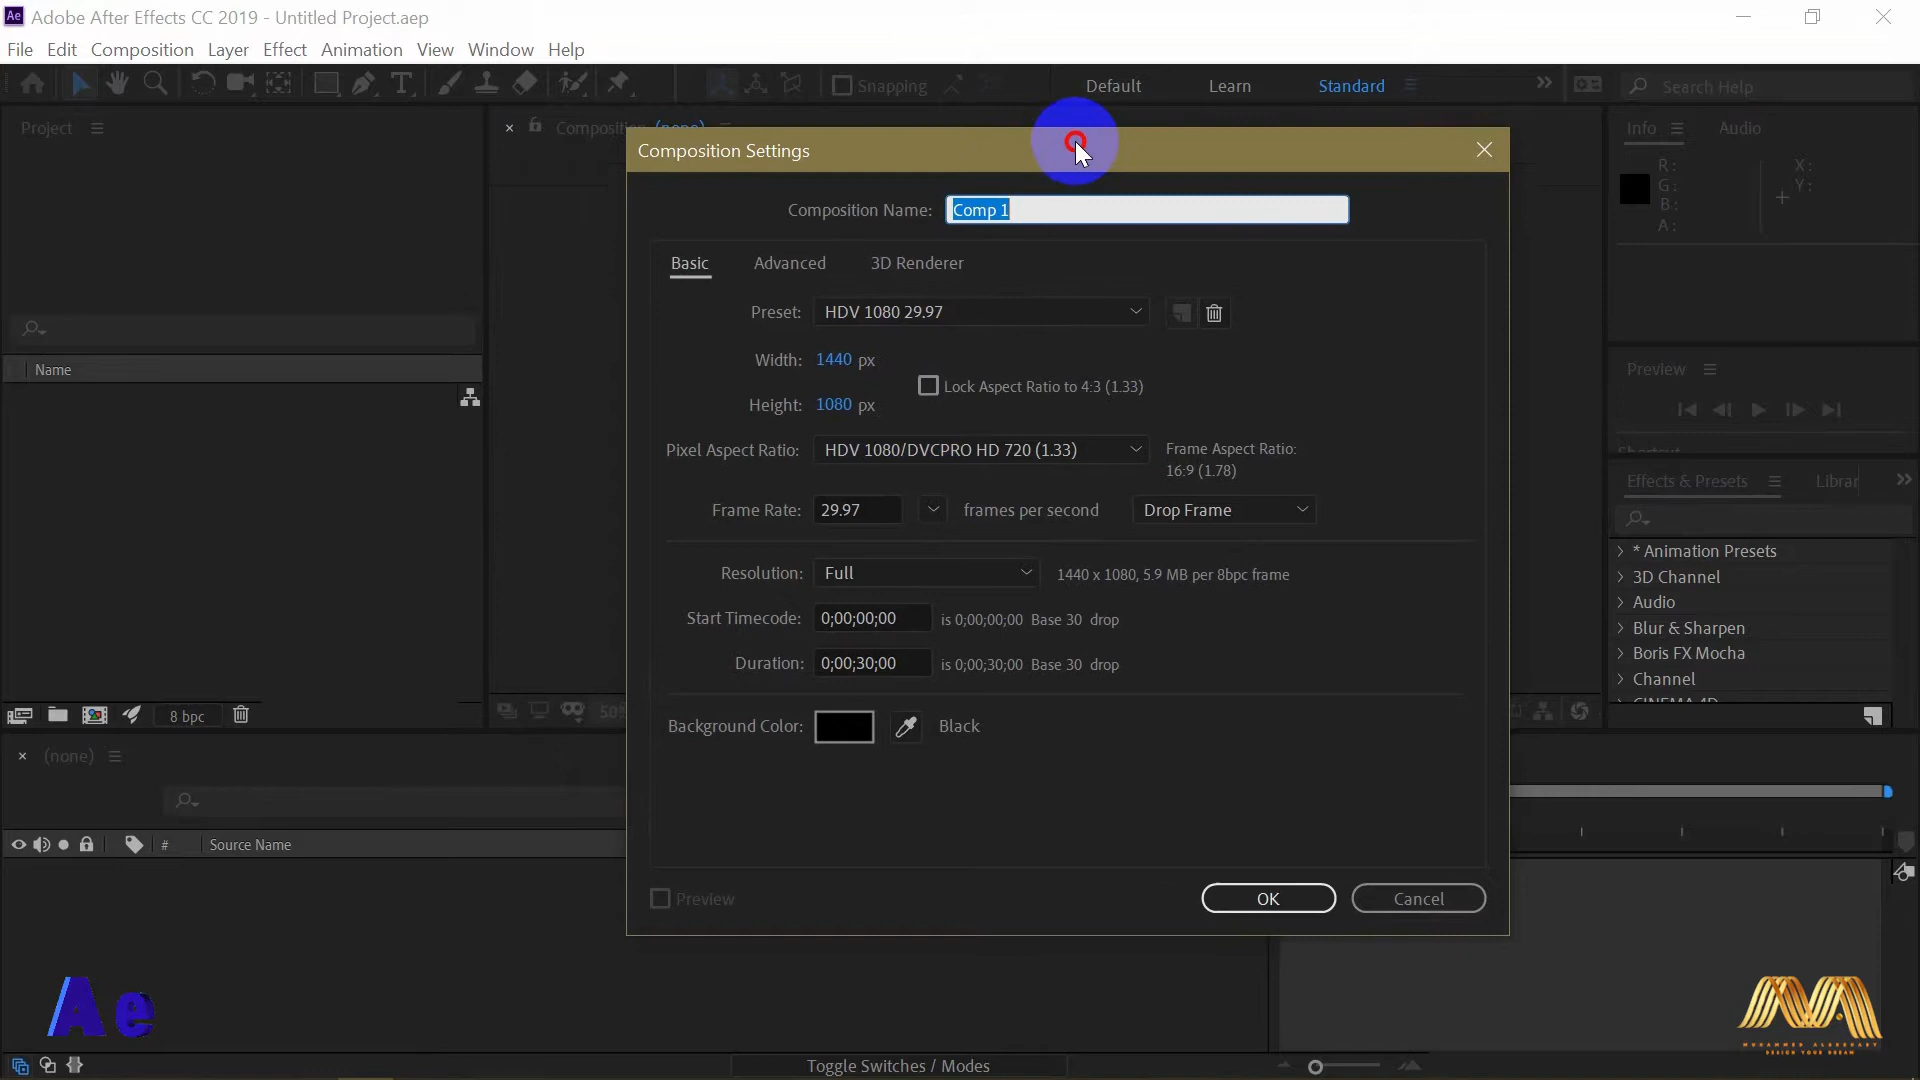 Ae Adobe After Effects CC 2019 - Untitled Project.aep
File Edit Composition Layer Effect Animation View Window Help
Snapping Default Learn Standard Search Help
Project
Composition (none)
Info Audio
R:
G:
B:
A:
X:
Y:
Composition Settings
Composition Name: Comp 1
Basic Advanced 3D Renderer
Preset: HDV 1080 29.97
Width: 1440 px
Lock Aspect Ratio to 4:3 (1.33)
Height: 1080 px
Pixel Aspect Ratio: HDV 1080/DVCPRO HD 720 (1.33)
Frame Aspect Ratio:
16:9 (1.78)
Frame Rate: 29.97 frames per second Drop Frame
Resolution: Full 1440 x 1080, 5.9 MB per 8bpc frame
Start Timecode: 0;00;00;00 is 0;00;00;00 Base 30 drop
Duration: 0;00;30;00 is 0;00;30;00 Base 30 drop
Background Color: Black
Preview OK Cancel
Name
8 bpc
Preview
Effects & Presets Librar
* Animation Presets
3D Channel
Audio
Blur & Sharpen
Boris FX Mocha
Channel
(none)
# Source Name
Ae
DESIGN YOUR DREAM
Toggle Switches / Modes